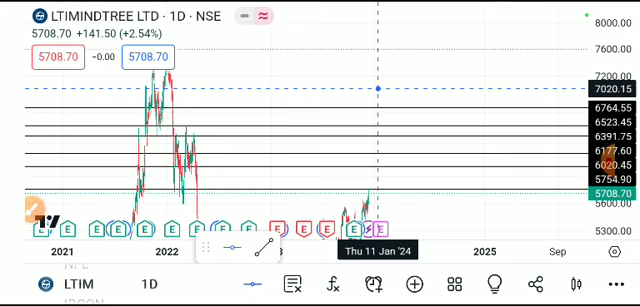 LTIMINDTREE LTD · 1D · NSE
5708.70 +141.50 (+2.54%)
5708.70 −0.00 5708.70
8000.00
7600.00
7200.00
7020.15
6764.55
6523.45
6391.75
6177.60
6020.45
5754.90
5708.70
5600.00
5300.00
E E E E E E E E E E E E
2021 2022 Thu 11 Jan '24 2025 Sep
LTIM 1D